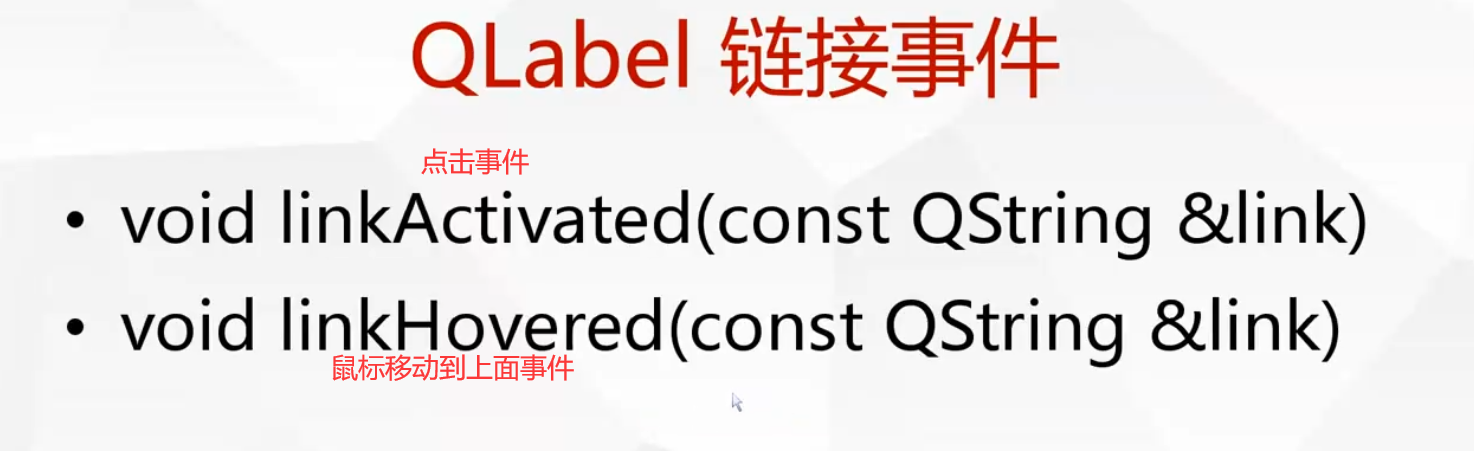 QLabel 链接事件
点击事件
• void linkActivated(const QString &link)
• void linkHovered(const QString &link)
鼠标移动到上面事件